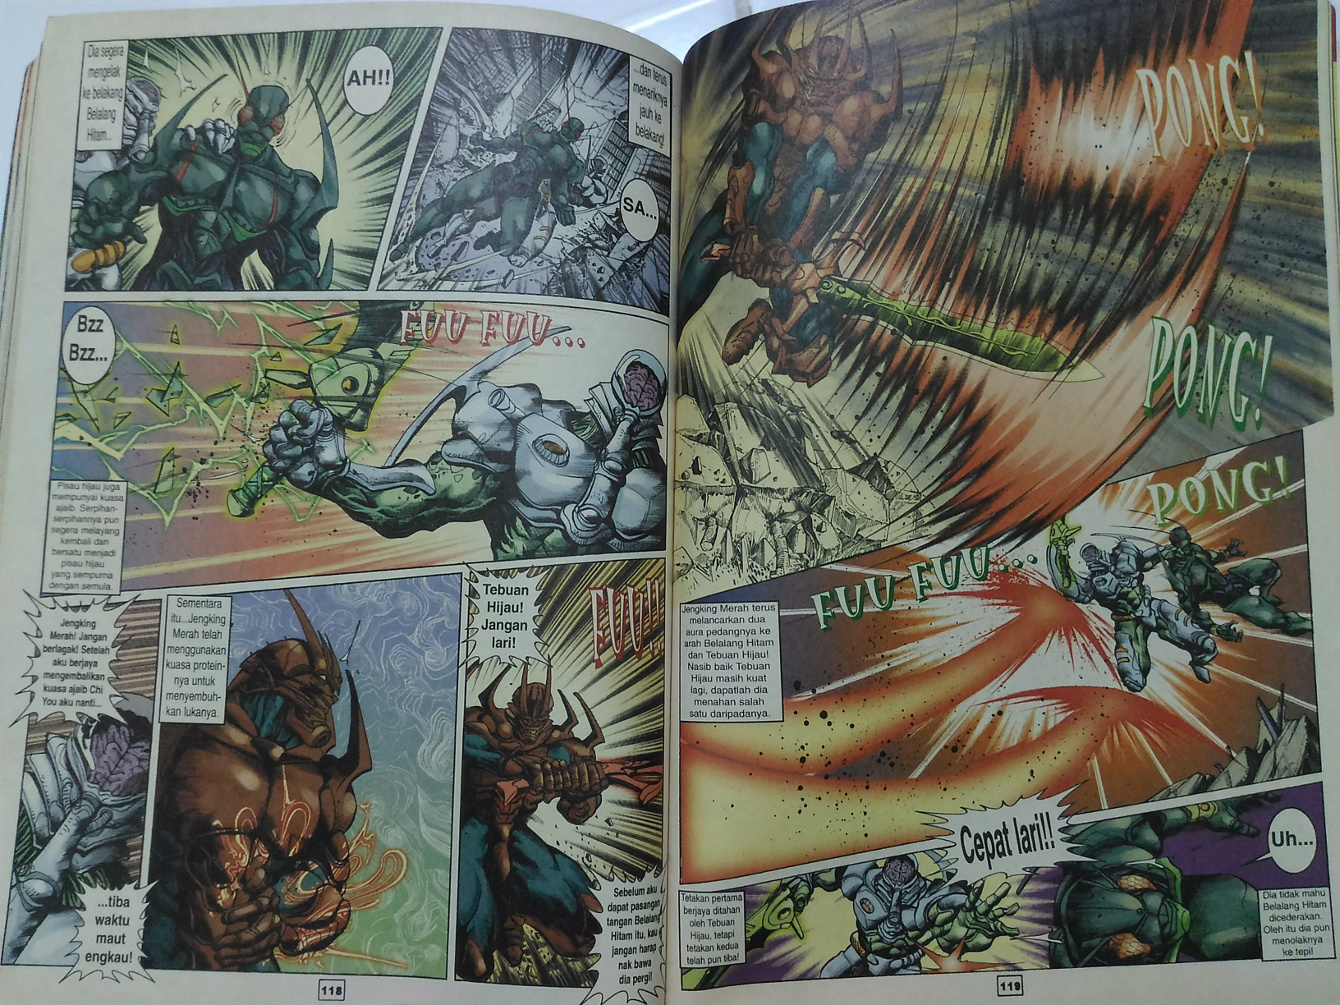 Dia segera
mengelak
ke belakang
Belalang
Hitam...
AH!!
...dan terus
menariknya
jauh ke
belakang!
SA...
Bzz
Bzz...
FUU FUU...
Pisau hijau juga
mempunyai kuasa
ajaib. Serpihan-
serpihannya pun
segera melayang
kembali dan
bersatu menjadi
pisau hijau
yang sempurna
dengan semula.
Jengking
Merah! Jangan
berlagak! Setelah
aku berjaya
mengembalikan
kuasa ajaib Chi
You aku nanti...
...tiba
waktu
maut
engkau!
Sementara
itu...Jengking
Merah telah
menggunakan
kuasa protein-
nya untuk
menyembuh-
kan lukanya.
Tebuan
Hijau!
Jangan
lari!
Sebelum aku
dapat pasangan
tangan Belalang
Hitam itu, kau
jangan harap
nak bawa
dia pergi!
118
PONG!
PONG!
PONG!
FUU FUU...
Jengking Merah terus
melancarkan dua
aura pedangnya ke
arah Belalang Hitam
dan Tebuan Hijau!
Nasib baik Tebuan
Hijau masih kuat
lagi, dapatlah dia
menahan salah
satu daripadanya.
Tetakan pertama
berjaya ditahan
oleh Tebuan
Hijau, tetapi
tetakan kedua
telah pun tiba!
Cepat lari!!
Uh...
Dia tidak mahu
Belalang Hitam
dicederakan.
Oleh itu dia pun
menolaknya
ke tepi!
119